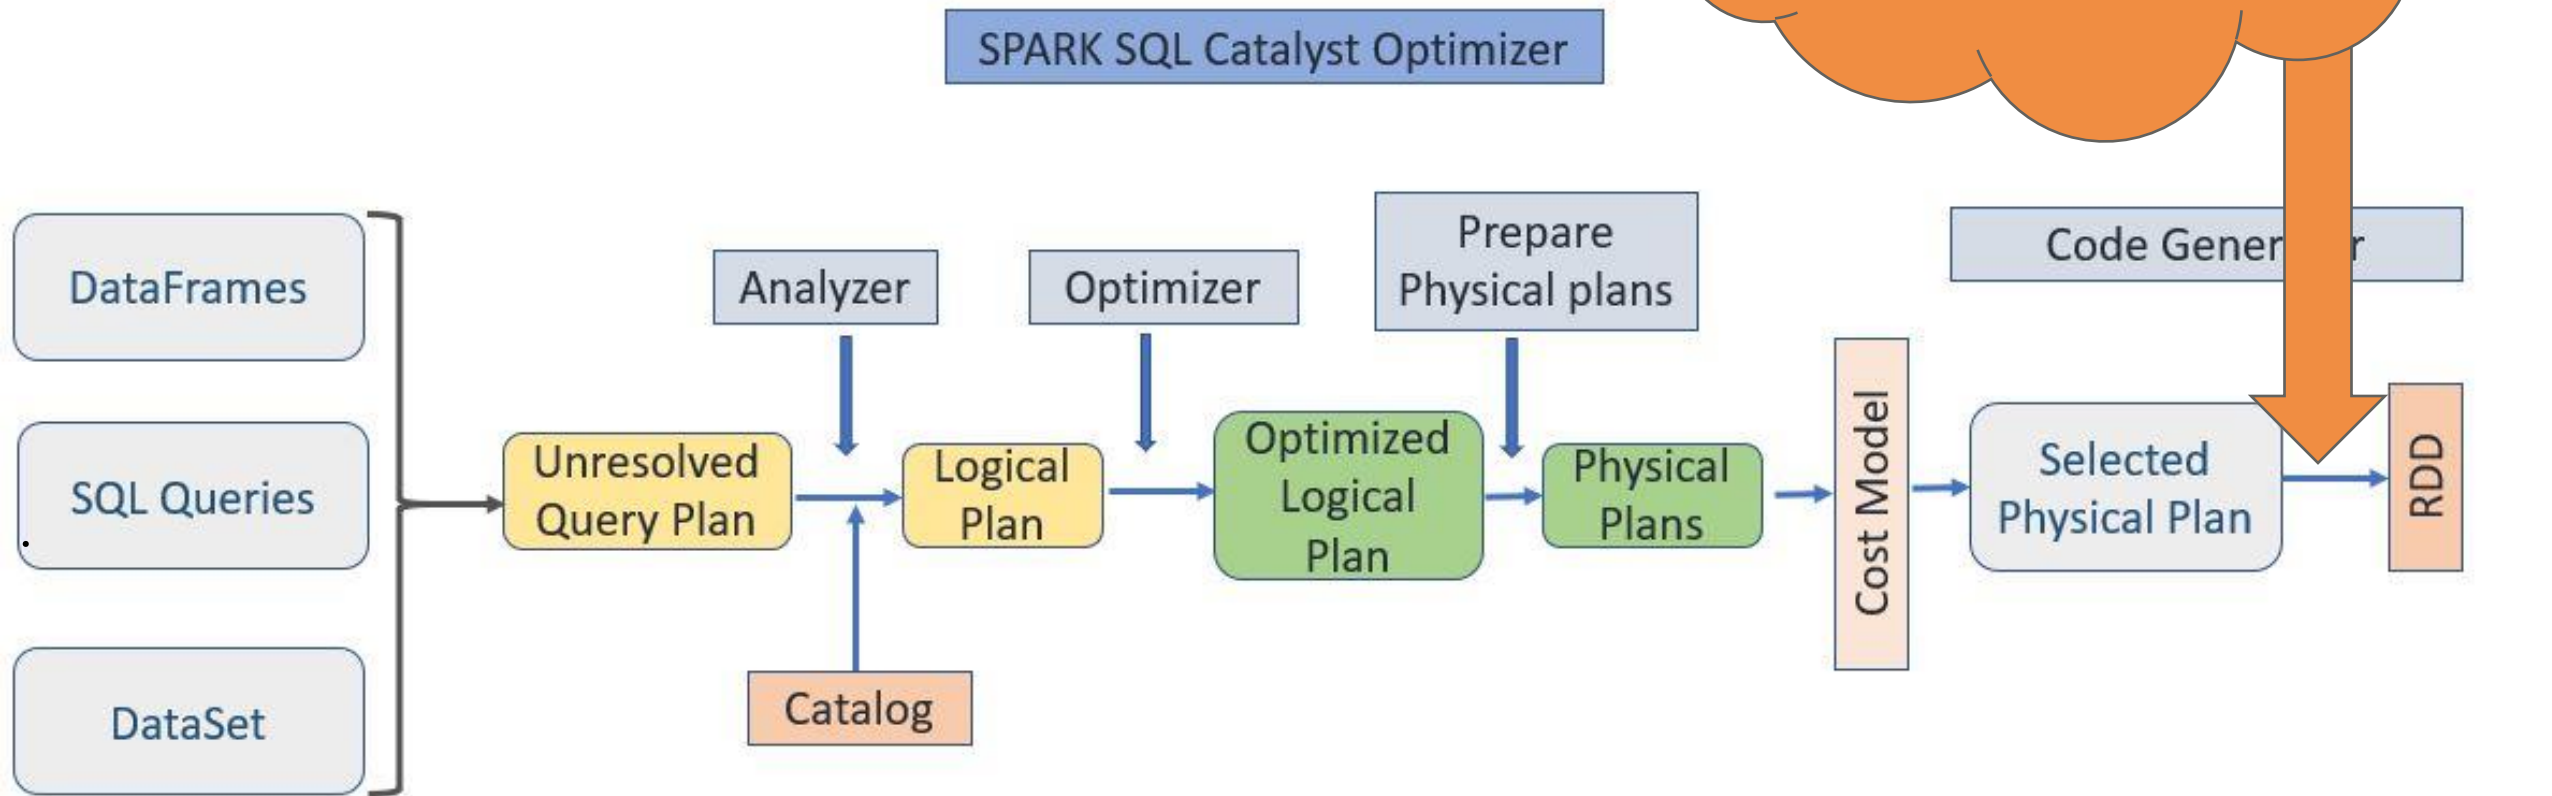 SPARK SQL Catalyst Optimizer
DataFrames
SQL Queries
.
DataSet
Unresolved
Query Plan
Analyzer
Catalog
Logical
Plan
Optimizer
Optimized
Logical
Plan
Prepare
Physical plans
Physical
Plans
Cost Model
Code
Selected
Physical Plan
RDD